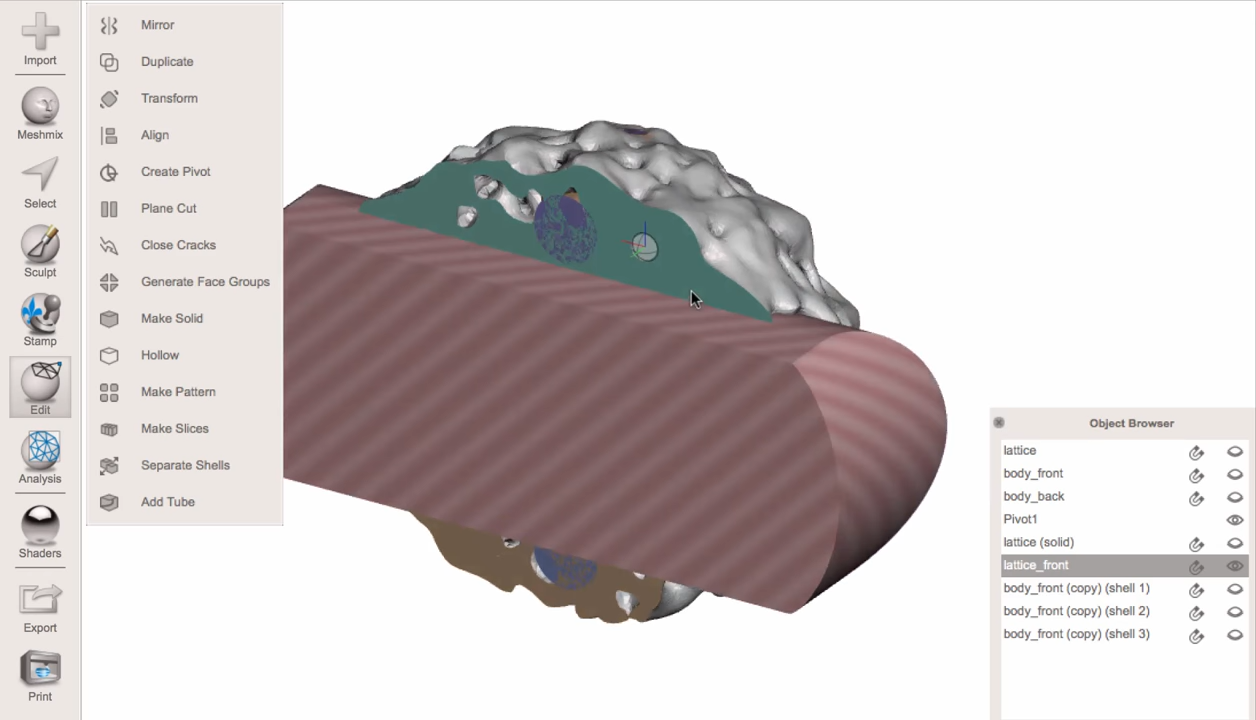 Import
Meshmix
Select
Sculpt
Stamp
Edit
Analysis
Shaders
Export
Print
Mirror
Duplicate
Transform
Align
Create Pivot
Plane Cut
Close Cracks
Generate Face Groups
Make Solid
Hollow
Make Pattern
Make Slices
Separate Shells
Add Tube
Object Browser
lattice
body_front
body_back
Pivot1
lattice (solid)
lattice_front
body_front (copy) (shell 1)
body_front (copy) (shell 2)
body_front (copy) (shell 3)